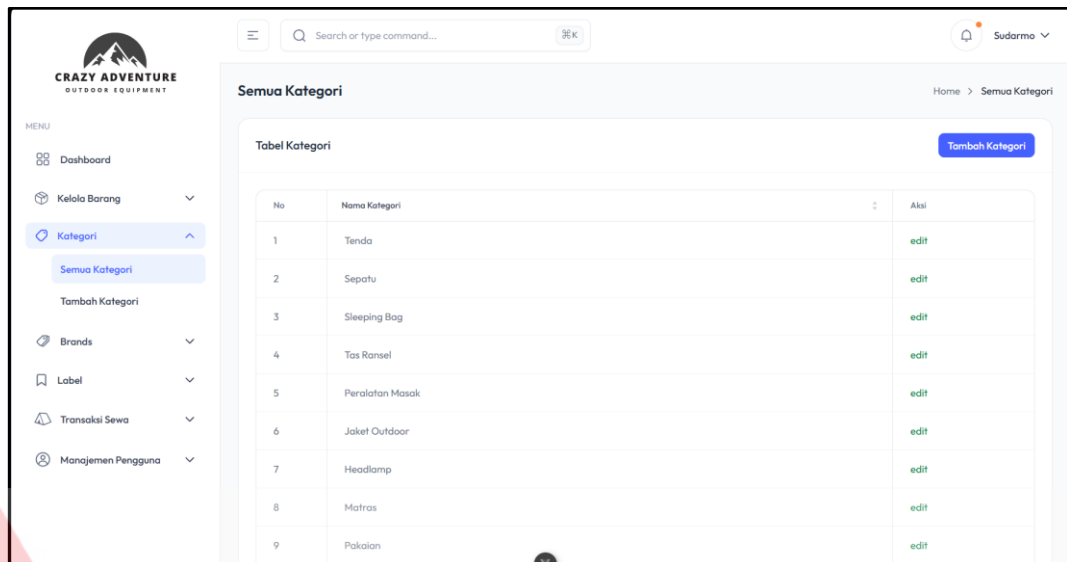 CRAZY ADVENTURE
OUTDOOR EQUIPMENT
Search or type command...
⌘K
Sudarmo
MENU
Dashboard
Kelola Barang
Kategori
Semua Kategori
Tambah Kategori
Brands
Label
Transaksi Sewa
Manajemen Pengguna
Semua Kategori
Home > Semua Kategori
Tabel Kategori
Tambah Kategori
No Nama Kategori Aksi
1 Tenda edit
2 Sepatu edit
3 Sleeping Bag edit
4 Tas Ransel edit
5 Peralatan Masak edit
6 Jaket Outdoor edit
7 Headlamp edit
8 Matras edit
9 Pakaian edit